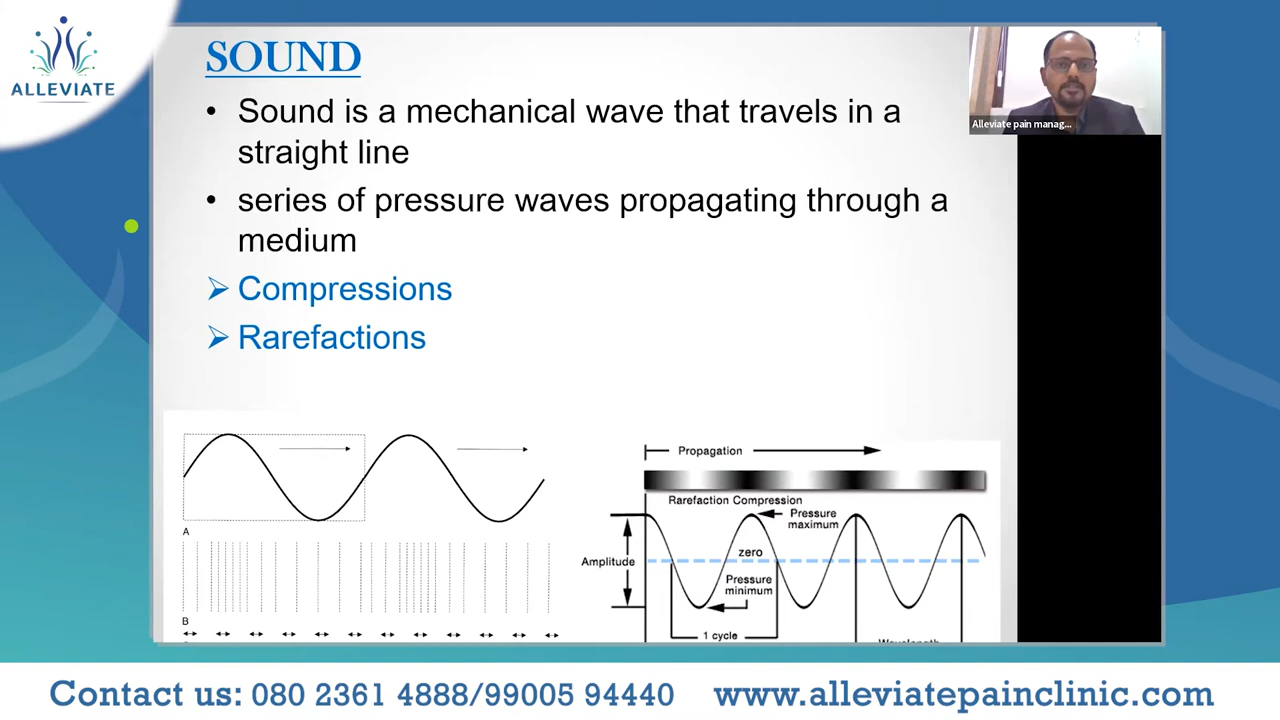 ALLEVIATE
SOUND
• Sound is a mechanical wave that travels in a
straight line
• series of pressure waves propagating through a
medium
➢ Compressions
➢ Rarefactions
Alleviate pain manag...
A
B
Propagation
Rarefaction Compression
Pressure
maximum
zero
Amplitude
Pressure
minimum
1 cycle
Wavelength
Contact us: 080 2361 4888/99005 94440
www.alleviatepainclinic.com